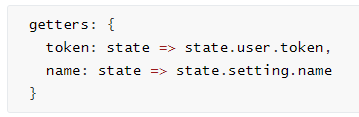 getters: {
  token: state => state.user.token,
  name: state => state.setting.name
}